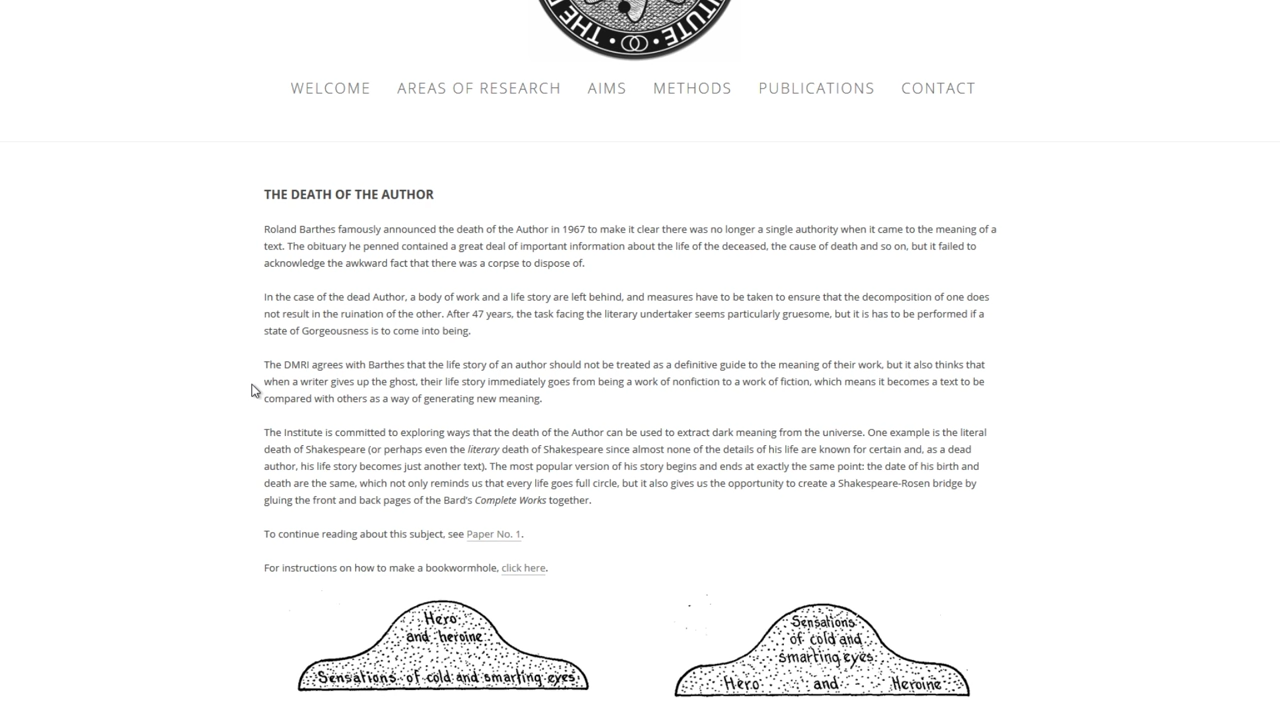 THE D
ITUTE
WELCOME AREAS OF RESEARCH AIMS METHODS PUBLICATIONS CONTACT
THE DEATH OF THE AUTHOR
Roland Barthes famously announced the death of the Author in 1967 to make it clear there was no longer a single authority when it came to the meaning of a
text. The obituary he penned contained a great deal of important information about the life of the deceased, the cause of death and so on, but it failed to
acknowledge the awkward fact that there was a corpse to dispose of.
In the case of the dead Author, a body of work and a life story are left behind, and measures have to be taken to ensure that the decomposition of one does
not result in the ruination of the other. After 47 years, the task facing the literary undertaker seems particularly gruesome, but it is has to be performed if a
state of Gorgeousness is to come into being.
The DMRI agrees with Barthes that the life story of an author should not be treated as a definitive guide to the meaning of their work, but it also thinks that
when a writer gives up the ghost, their life story immediately goes from being a work of nonfiction to a work of fiction, which means it becomes a text to be
compared with others as a way of generating new meaning.
The Institute is committed to exploring ways that the death of the Author can be used to extract dark meaning from the universe. One example is the literal
death of Shakespeare (or perhaps even the literary death of Shakespeare since almost none of the details of his life are known for certain and, as a dead
author, his life story becomes just another text). The most popular version of his story begins and ends at exactly the same point: the date of his birth and
death are the same, which not only reminds us that every life goes full circle, but it also gives us the opportunity to create a Shakespeare-Rosen bridge by
gluing the front and back pages of the Bard's Complete Works together.
To continue reading about this subject, see Paper No. 1.
For instructions on how to make a bookwormhole, click here.
Hero
and heroine
Sensations of cold and smarting eyes
Sensations
of cold and
smarting eyes
Hero and Heroine